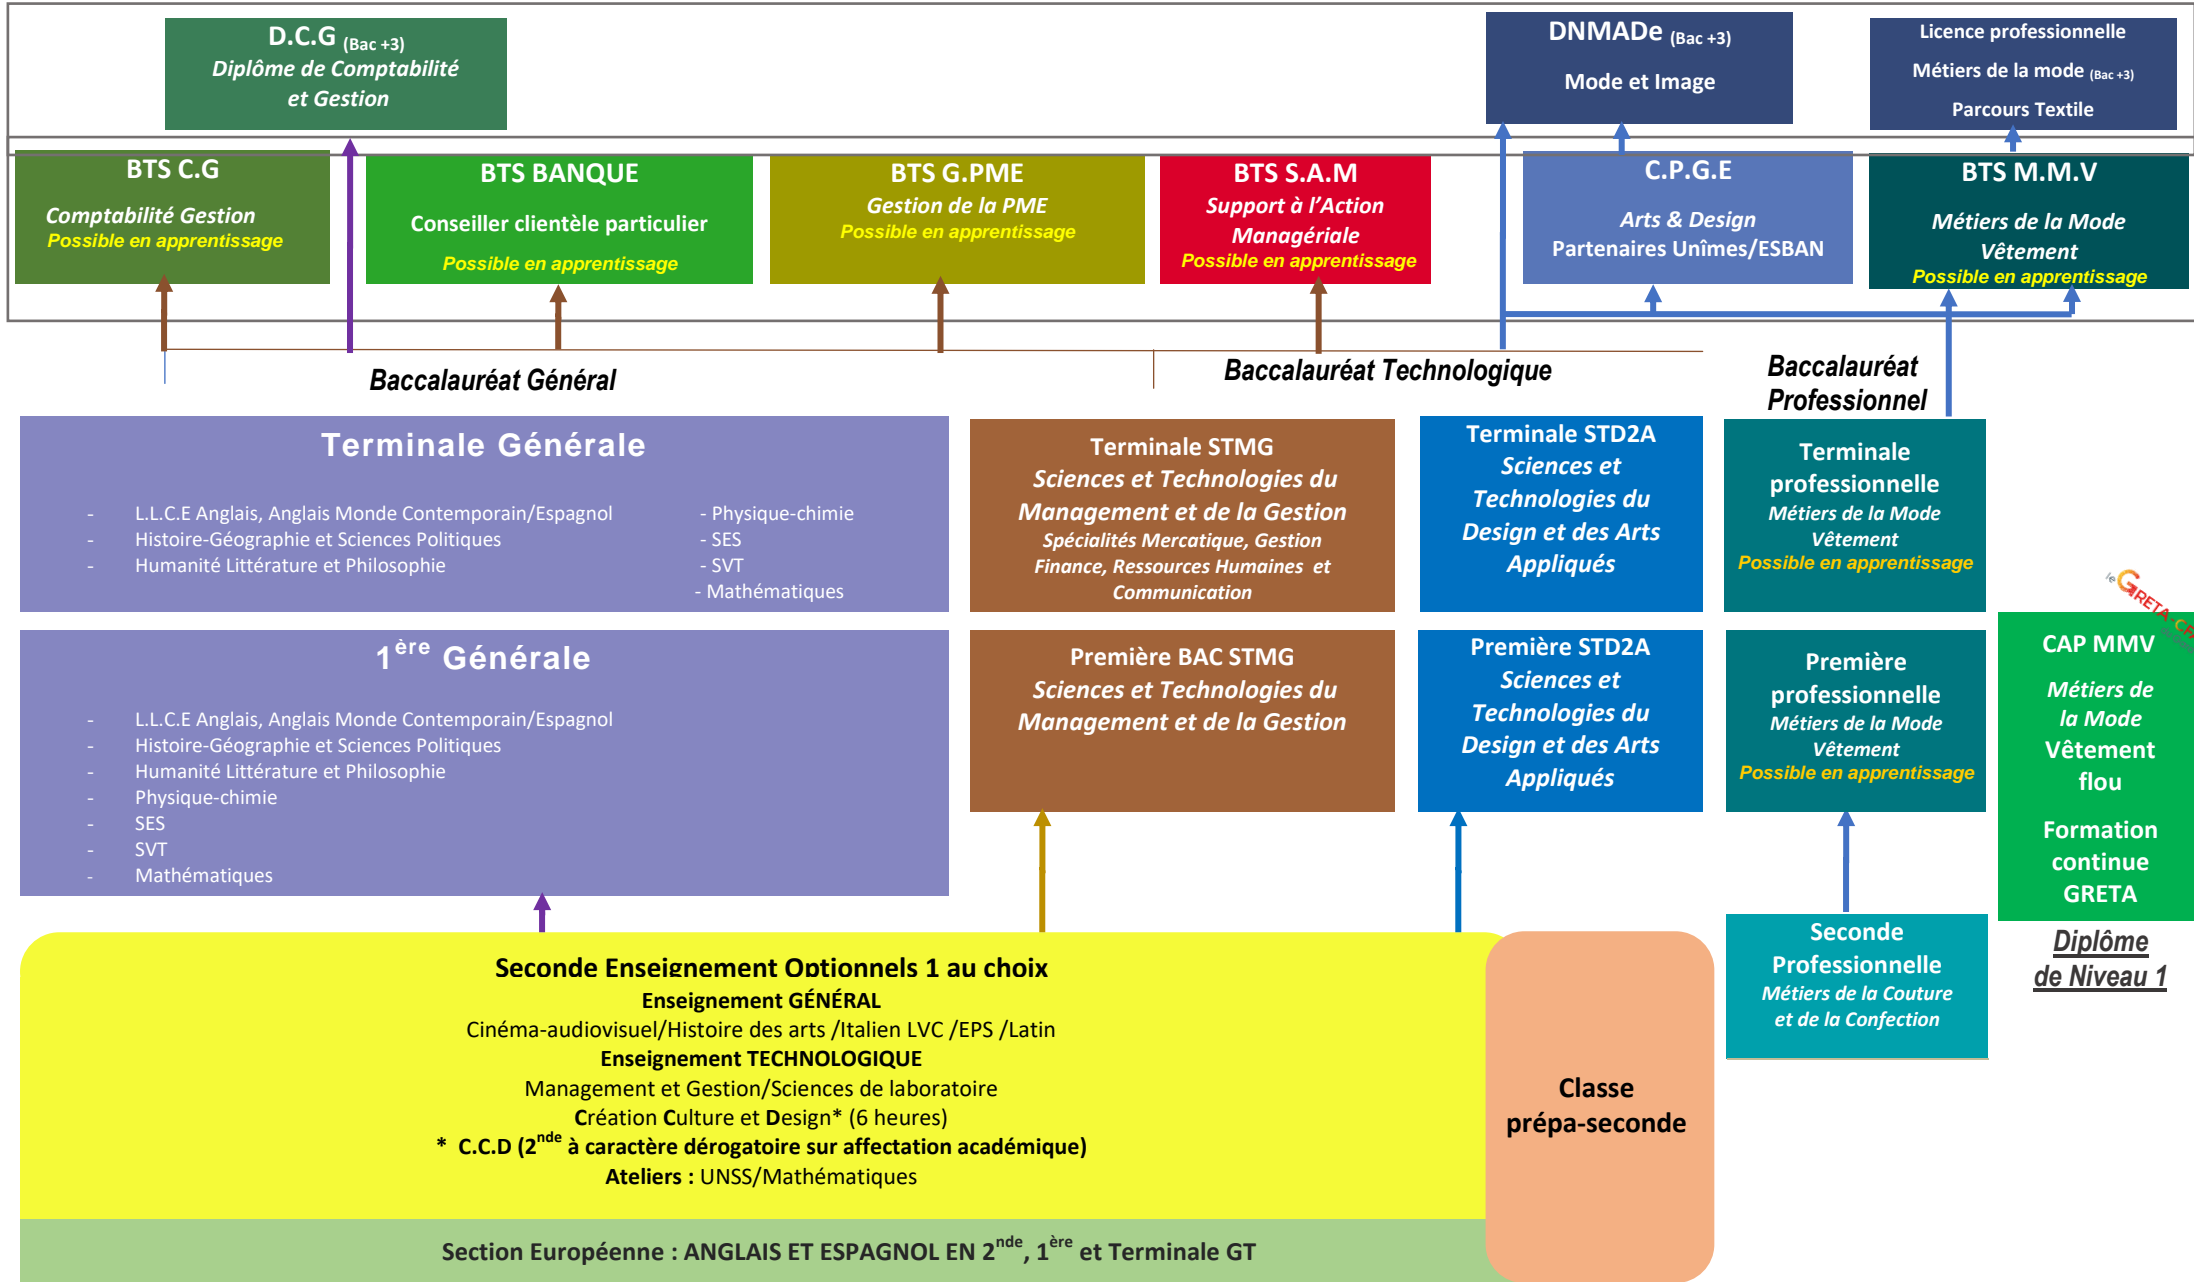 D.C.G (Bac +3)
Diplôme de Comptabilité
et Gestion
DNMADe (Bac +3)
Mode et Image
Licence professionnelle
Métiers de la mode (Bac +3)
Parcours Textile
BTS C.G
Comptabilité Gestion
Possible en apprentissage
BTS BANQUE
Conseiller clientèle particulier
Possible en apprentissage
BTS G.PME
Gestion de la PME
Possible en apprentissage
BTS S.A.M
Support à l'Action
Managériale
Possible en apprentissage
C.P.G.E
Arts & Design
Partenaires Unîmes/ESBAN
BTS M.M.V
Métiers de la Mode
Vêtement
Possible en apprentissage
Baccalauréat Général
Baccalauréat Technologique
Baccalauréat
Professionnel
Terminale Générale
- L.L.C.E Anglais, Anglais Monde Contemporain/Espagnol - Physique-chimie
- Histoire-Géographie et Sciences Politiques - SES
- Humanité Littérature et Philosophie - SVT
- Mathématiques
Terminale STMG
Sciences et Technologies du
Management et de la Gestion
Spécialités Mercatique, Gestion
Finance, Ressources Humaines et
Communication
Terminale STD2A
Sciences et
Technologies du
Design et des Arts
Appliqués
Terminale
professionnelle
Métiers de la Mode
Vêtement
Possible en apprentissage
le GRETA-CFA
1ère Générale
- L.L.C.E Anglais, Anglais Monde Contemporain/Espagnol
- Histoire-Géographie et Sciences Politiques
- Humanité Littérature et Philosophie
- Physique-chimie
- SES
- SVT
- Mathématiques
Première BAC STMG
Sciences et Technologies du
Management et de la Gestion
Première STD2A
Sciences et
Technologies du
Design et des Arts
Appliqués
Première
professionnelle
Métiers de la Mode
Vêtement
Possible en apprentissage
CAP MMV
Métiers de
la Mode
Vêtement
flou
Formation
continue
GRETA
Diplôme
de Niveau 1
Seconde Enseignement Optionnels 1 au choix
Enseignement GÉNÉRAL
Cinéma-audiovisuel/Histoire des arts /Italien LVC /EPS /Latin
Enseignement TECHNOLOGIQUE
Management et Gestion/Sciences de laboratoire
Création Culture et Design* (6 heures)
* C.C.D (2nde à caractère dérogatoire sur affectation académique)
Ateliers : UNSS/Mathématiques
Classe
prépa-seconde
Seconde
Professionnelle
Métiers de la Couture
et de la Confection
Section Européenne : ANGLAIS ET ESPAGNOL EN 2nde, 1ère et Terminale GT